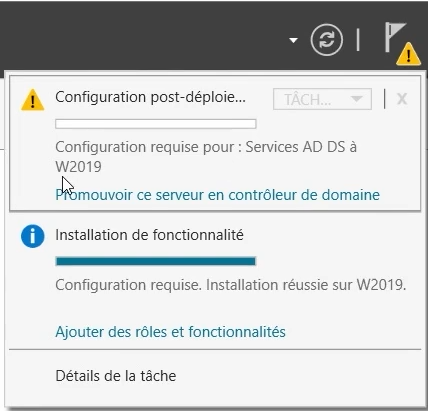 Configuration post-déploie...
TÂCH...
X
Configuration requise pour : Services AD DS à
W2019
Promouvoir ce serveur en contrôleur de domaine
Installation de fonctionnalité
Configuration requise. Installation réussie sur W2019.
Ajouter des rôles et fonctionnalités
Détails de la tâche